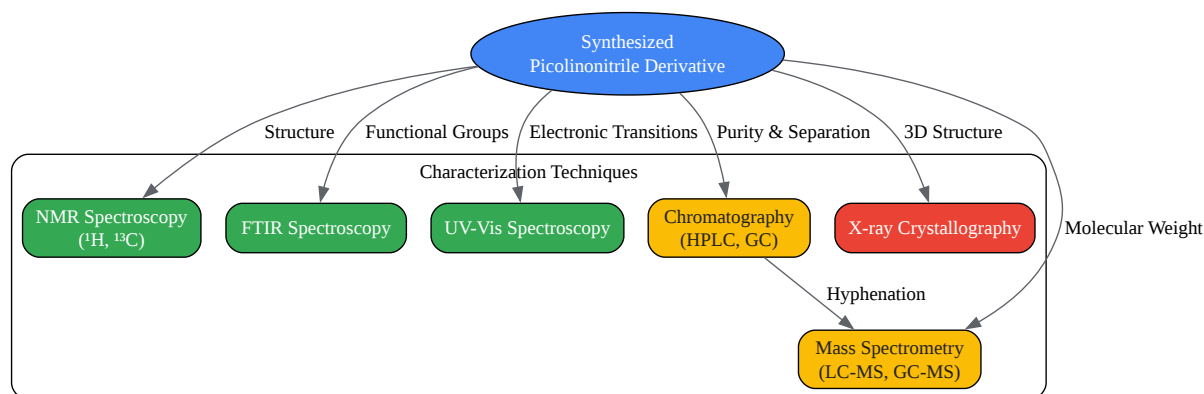 Synthesized
Picolinonitrile Derivative
Structure
Functional Groups
Electronic Transitions
Purity & Separation
3D Structure
Characterization Techniques
NMR Spectroscopy
(¹H, ¹³C)
FTIR Spectroscopy
UV-Vis Spectroscopy
Chromatography
(HPLC, GC)
X-ray Crystallography
Molecular Weight
Hyphenation
Mass Spectrometry
(LC-MS, GC-MS)